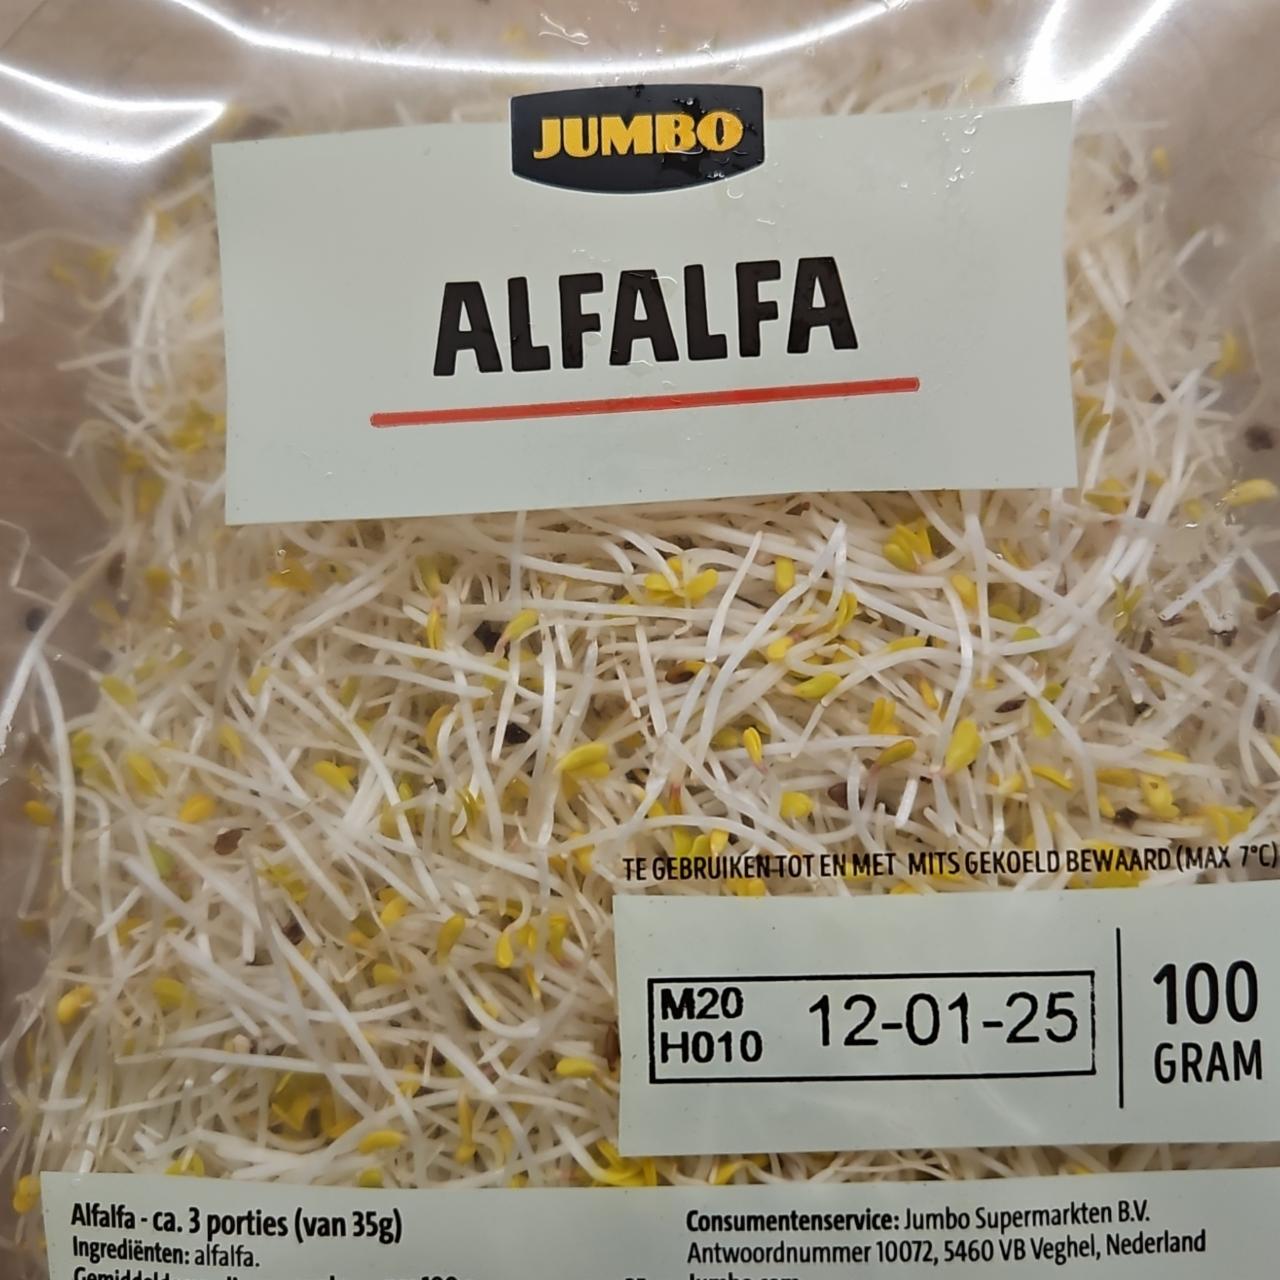 JUMBO
ALFALFA
TE GEBRUIKEN TOT EN MET MITS GEKOELD BEWAARD (MAX 7°C)
M20
H010
12-01-25
100
GRAM
Alfalfa - ca. 3 porties (van 35g)
Ingrediënten: alfalfa.
Consumentenservice: Jumbo Supermarkten B.V.
Antwoordnummer 10072, 5460 VB Veghel, Nederland